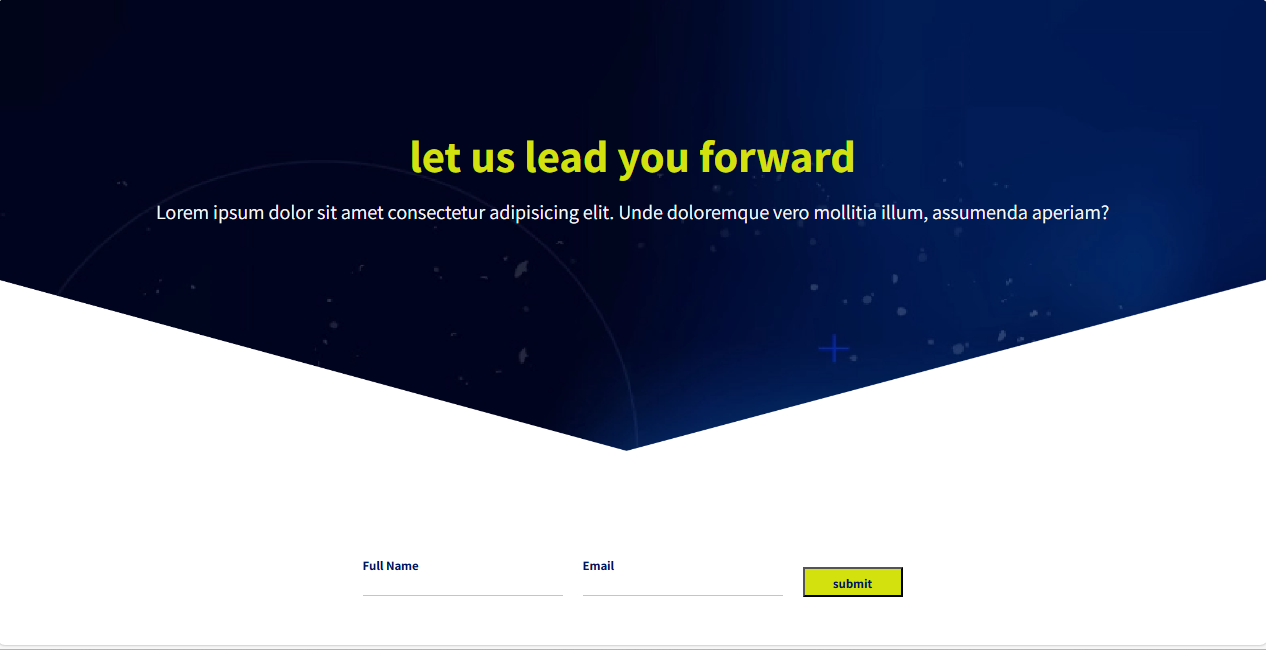 let us lead you forward
Lorem ipsum dolor sit amet consectetur adipisicing elit. Unde doloremque vero mollitia illum, assumenda aperiam?
Full Name
Email
submit